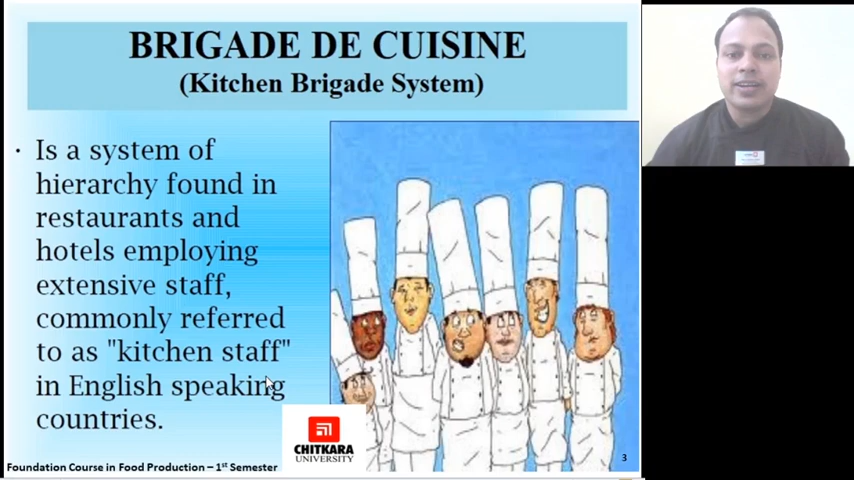 BRIGADE DE CUISINE
(Kitchen Brigade System)
· Is a system of
hierarchy found in
restaurants and
hotels employing
extensive staff,
commonly referred
to as "kitchen staff"
in English speaking
countries.
CHITKARA
UNIVERSITY
3
Foundation Course in Food Production – 1st Semester